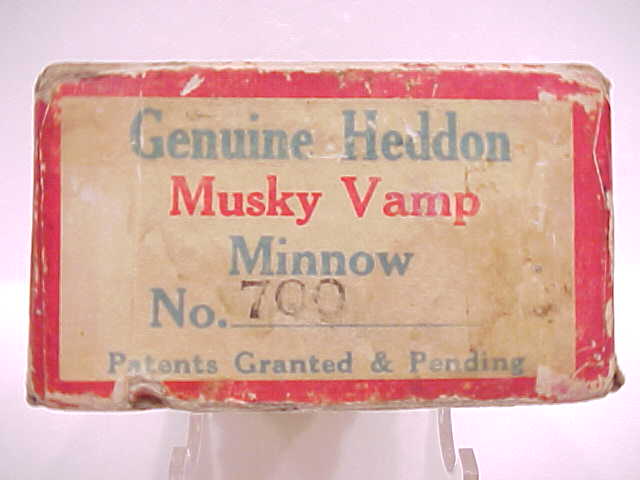 Genuine Heddon
Musky Vamp
Minnow
No. 700
Patents Granted & Pending